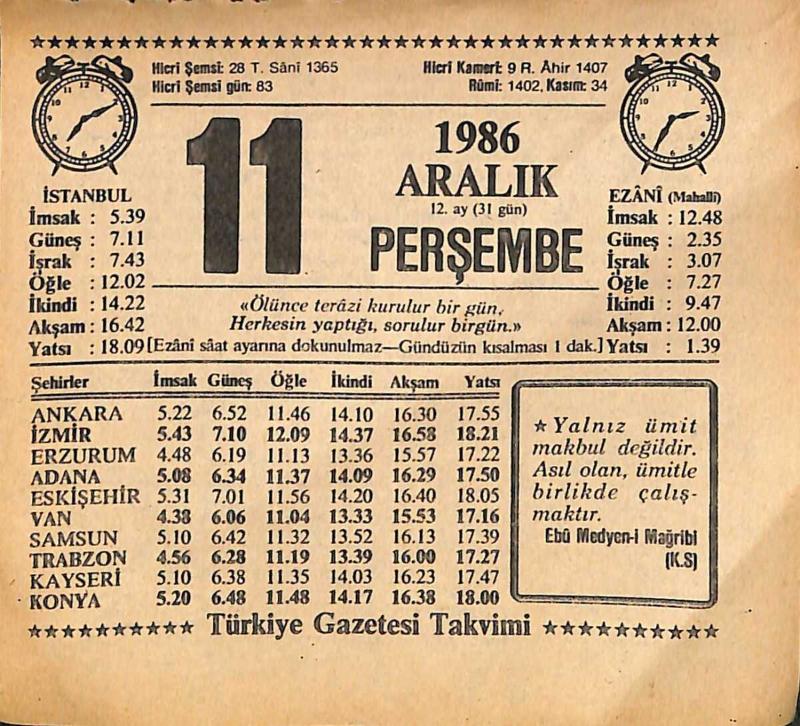 Hicrî Şemsî: 28 T. Sânî 1365
Hicrî Şemsî gün: 83
Hicrî Kamerî: 9 R. Âhir 1407
Rûmî: 1402, Kasım: 34
11
1986
ARALIK
12. ay (31 gün)
PERŞEMBE
İSTANBUL
İmsak : 5.39
Güneş : 7.11
İşrak : 7.43
Öğle : 12.02
İkindi : 14.22
Akşam : 16.42
Yatsı : 18.09
EZÂNÎ (Mahallî)
İmsak : 12.48
Güneş : 2.35
İşrak : 3.07
Öğle : 7.27
İkindi : 9.47
Akşam : 12.00
Yatsı : 1.39
«Ölünce terâzi kurulur bir gün,
Herkesin yaptığı, sorulur birgün.»
[Ezânî sâat ayarına dokunulmaz—Gündüzün kısalması 1 dak.]
Şehirler İmsak Güneş Öğle İkindi Akşam Yatsı
ANKARA 5.22 6.52 11.46 14.10 16.30 17.55
İZMİR 5.43 7.10 12.09 14.37 16.58 18.21
ERZURUM 4.48 6.19 11.13 13.36 15.57 17.22
ADANA 5.08 6.34 11.37 14.09 16.29 17.50
ESKİŞEHİR 5.31 7.01 11.56 14.20 16.40 18.05
VAN 4.38 6.06 11.04 13.33 15.53 17.16
SAMSUN 5.10 6.42 11.32 13.52 16.13 17.39
TRABZON 4.56 6.28 11.19 13.39 16.00 17.27
KAYSERİ 5.10 6.38 11.35 14.03 16.23 17.47
KONYA 5.20 6.48 11.48 14.17 16.38 18.00
★ Yalnız ümit
makbul değildir.
Asıl olan, ümitle
birlikde çalış-
maktır.
Ebû Medyen-i Mağribî
(K.S)
Türkiye Gazetesi Takvimi